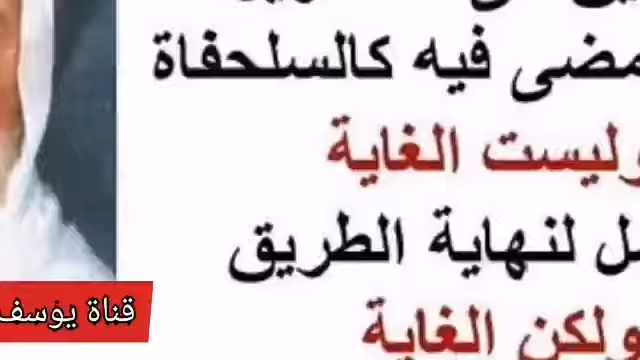 مضى فيه كالسلحفاة
وليست الغاية
لنهاية الطريق
ولكن الغاية
قناة يوسف